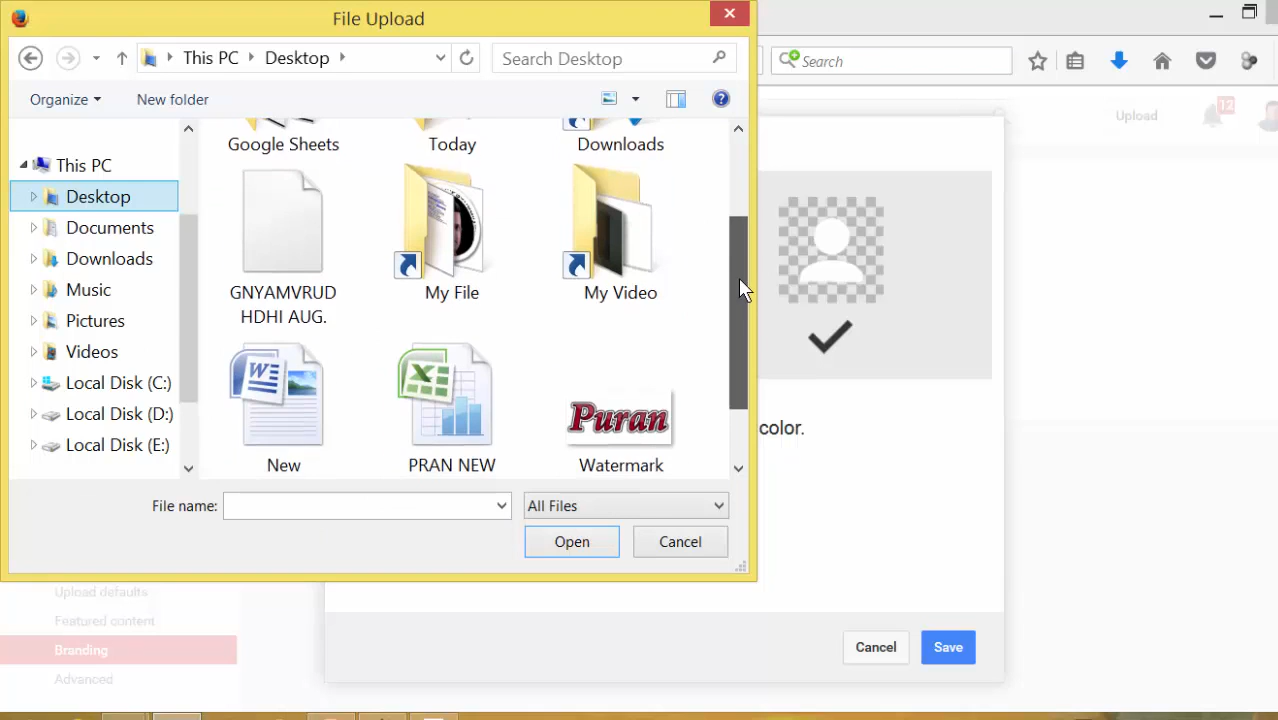 File Upload
This PC
Desktop
Search Desktop
Search
Organize
New folder
Upload
12
Google Sheets
Today
Downloads
This PC
Desktop
Documents
Downloads
Music
Pictures
Videos
Local Disk (C:)
Local Disk (D:)
Local Disk (E:)
GNYAMVRUD
HDHI AUG.
My File
My Video
Puran
New
PRAN NEW
Watermark
color.
File name:
All Files
Open
Cancel
Upload defaults
Featured content
Branding
Advanced
Cancel
Save